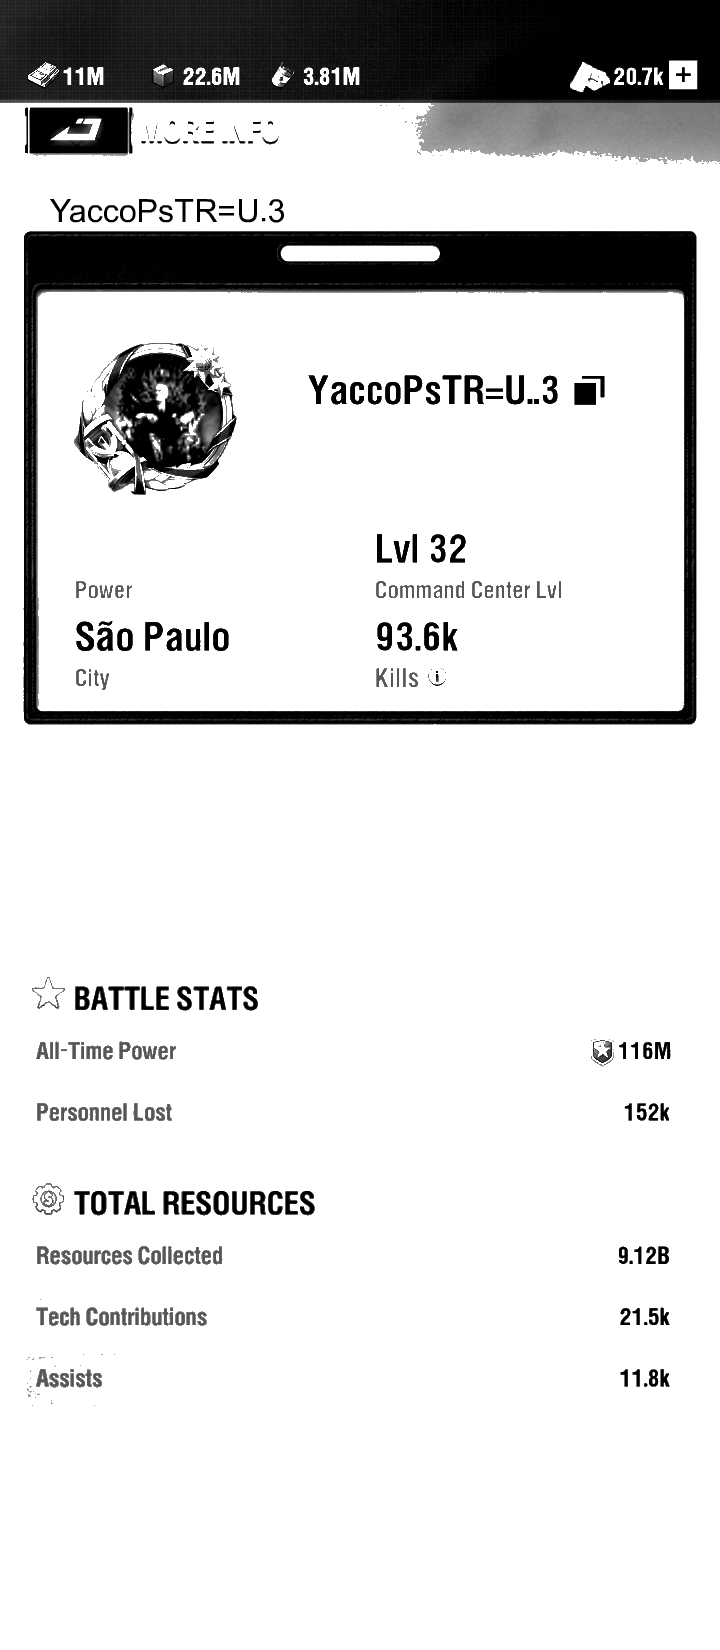 11M 22.6M 3.81M 20.7k +
MORE INFO
YaccoPsTR=U.3
YaccoPsTR=U..3
Lvl 32
Power Command Center Lvl
São Paulo 93.6k
City Kills
BATTLE STATS
All-Time Power 116M
Personnel Lost 152k
TOTAL RESOURCES
Resources Collected 9.12B
Tech Contributions 21.5k
Assists 11.8k